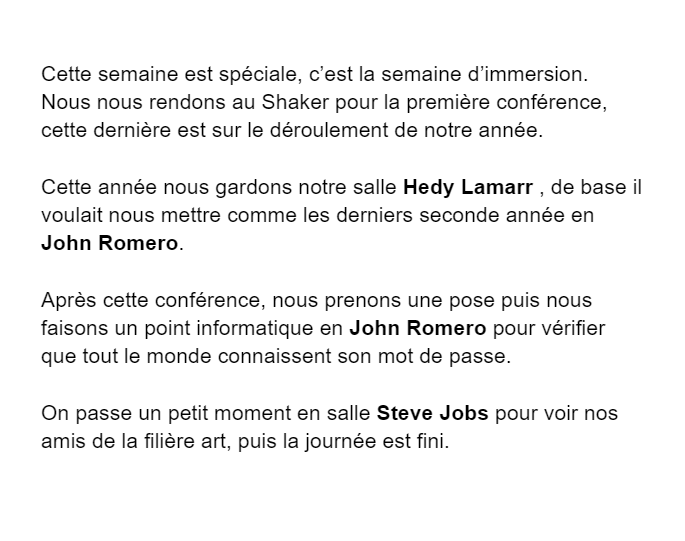 Cette semaine est spéciale, c’est la semaine d’immersion.
Nous nous rendons au Shaker pour la première conférence,
cette dernière est sur le déroulement de notre année.
Cette année nous gardons notre salle Hedy Lamarr , de base il
voulait nous mettre comme les derniers seconde année en
John Romero.
Après cette conférence, nous prenons une pose puis nous
faisons un point informatique en John Romero pour vérifier
que tout le monde connaissent son mot de passe.
On passe un petit moment en salle Steve Jobs pour voir nos
amis de la filière art, puis la journée est fini.